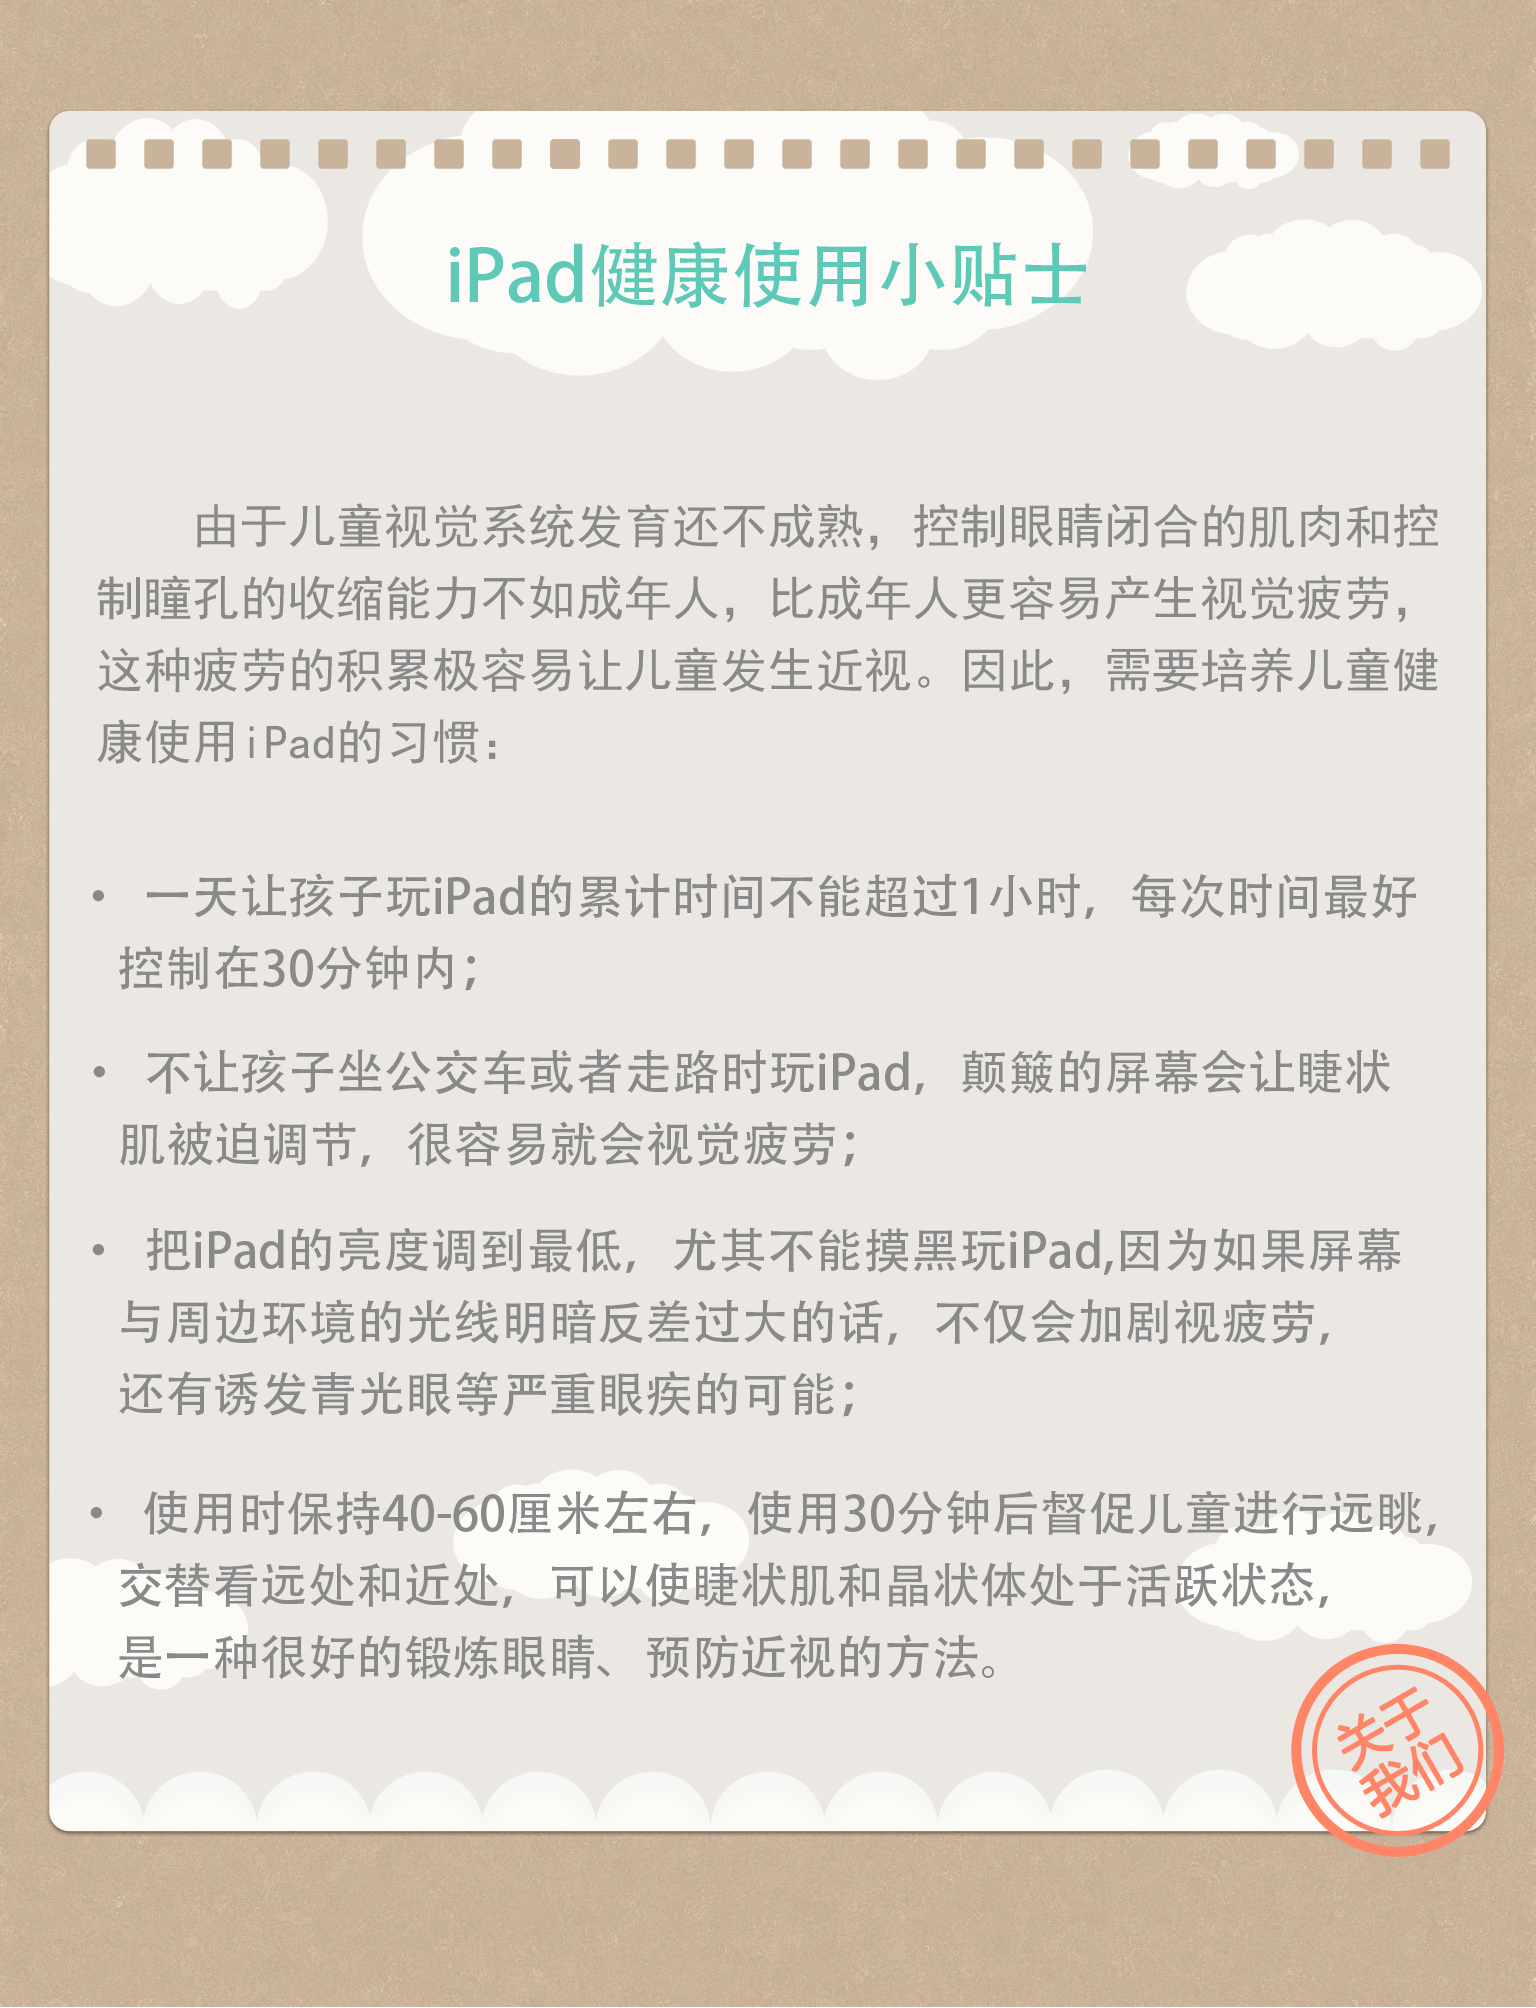 iPad健康使用小贴士
由于儿童视觉系统发育还不成熟，控制眼睛闭合的肌肉和控
制瞳孔的收缩能力不如成年人，比成年人更容易产生视觉疲劳，
这种疲劳的积累极容易让儿童发生近视。因此，需要培养儿童健
康使用iPad的习惯：
• 一天让孩子玩iPad的累计时间不能超过1小时，每次时间最好
控制在30分钟内；
• 不让孩子坐公交车或者走路时玩iPad，颠簸的屏幕会让睫状
肌被迫调节，很容易就会视觉疲劳；
• 把iPad的亮度调到最低，尤其不能摸黑玩iPad,因为如果屏幕
与周边环境的光线明暗反差过大的话，不仅会加剧视疲劳，
还有诱发青光眼等严重眼疾的可能；
• 使用时保持40-60厘米左右，使用30分钟后督促儿童进行远眺，
交替看远处和近处，可以使睫状肌和晶状体处于活跃状态，
是一种很好的锻炼眼睛、预防近视的方法。
关于
我们